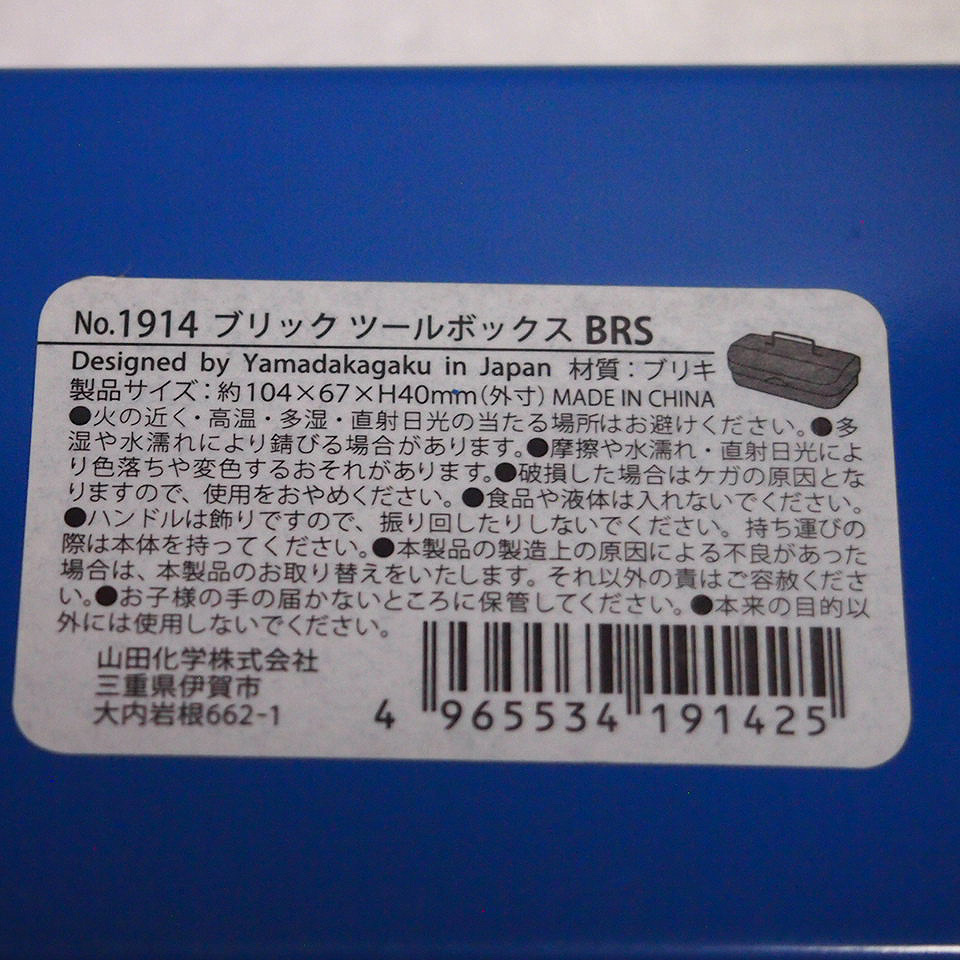 No.1914 ブリック ツールボックス BRS
Designed by Yamadakagaku in Japan 材質：ブリキ
製品サイズ：約104×67×H40mm（外寸）MADE IN CHINA
●火の近く・高温・多湿・直射日光の当たる場所はお避けください。●多
湿や水濡れにより錆びる場合があります。●摩擦や水濡れ・直射日光によ
り色落ちや変色するおそれがあります。●破損した場合はケガの原因とな
りますので、使用をおやめください。●食品や液体は入れないでください。
●ハンドルは飾りですので、振り回したりしないでください。持ち運びの
際は本体を持ってください。●本製品の製造上の原因による不良があった
場合は、本製品のお取り替えをいたします。それ以外の責はご容赦くださ
い。●お子様の手の届かないところに保管してください。●本来の目的以
外には使用しないでください。
山田化学株式会社
三重県伊賀市
大内岩根662-1
4 965534 191425